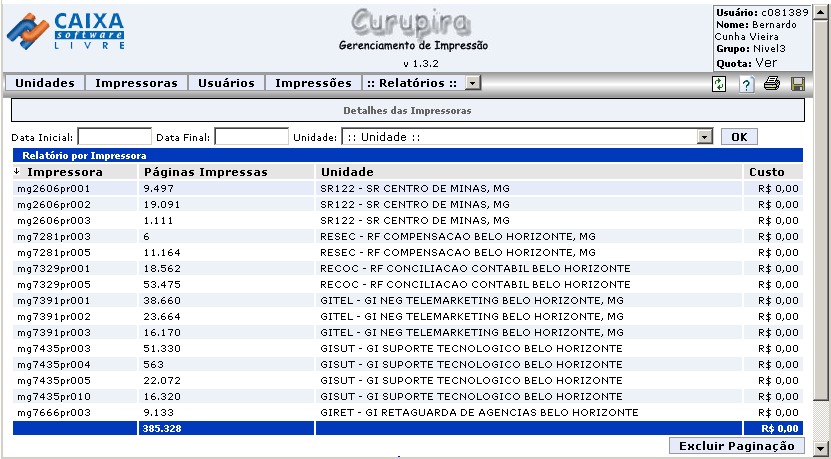 CAIXA
software
LIVRE
Curupira
Gerenciamento de Impressão
v 1.3.2
Usuário: c081389
Nome: Bernardo
Cunha Vieira
Grupo: Nivel3
Quota: Ver
Unidades Impressoras Usuários Impressões :: Relatórios ::
Detalhes das Impressoras
Data Inicial: Data Final: Unidade: :: Unidade :: OK
Relatório por Impressora
Impressora Páginas Impressas Unidade Custo
mg2606pr001 9.497 SR122 - SR CENTRO DE MINAS, MG R$ 0,00
mg2606pr002 19.091 SR122 - SR CENTRO DE MINAS, MG R$ 0,00
mg2606pr003 1.111 SR122 - SR CENTRO DE MINAS, MG R$ 0,00
mg7281pr003 6 RESEC - RF COMPENSACAO BELO HORIZONTE, MG R$ 0,00
mg7281pr005 11.164 RESEC - RF COMPENSACAO BELO HORIZONTE, MG R$ 0,00
mg7329pr001 18.562 RECOC - RF CONCILIACAO CONTABIL BELO HORIZONTE R$ 0,00
mg7329pr005 53.475 RECOC - RF CONCILIACAO CONTABIL BELO HORIZONTE R$ 0,00
mg7391pr001 38.660 GITEL - GI NEG TELEMARKETING BELO HORIZONTE, MG R$ 0,00
mg7391pr002 23.664 GITEL - GI NEG TELEMARKETING BELO HORIZONTE, MG R$ 0,00
mg7391pr003 16.170 GITEL - GI NEG TELEMARKETING BELO HORIZONTE, MG R$ 0,00
mg7435pr003 51.330 GISUT - GI SUPORTE TECNOLOGICO BELO HORIZONTE R$ 0,00
mg7435pr004 563 GISUT - GI SUPORTE TECNOLOGICO BELO HORIZONTE R$ 0,00
mg7435pr005 22.072 GISUT - GI SUPORTE TECNOLOGICO BELO HORIZONTE R$ 0,00
mg7435pr010 16.320 GISUT - GI SUPORTE TECNOLOGICO BELO HORIZONTE R$ 0,00
mg7666pr003 9.133 GIRET - GI RETAGUARDA DE AGENCIAS BELO HORIZONTE R$ 0,00
385.328 R$ 0,00
Excluir Paginação